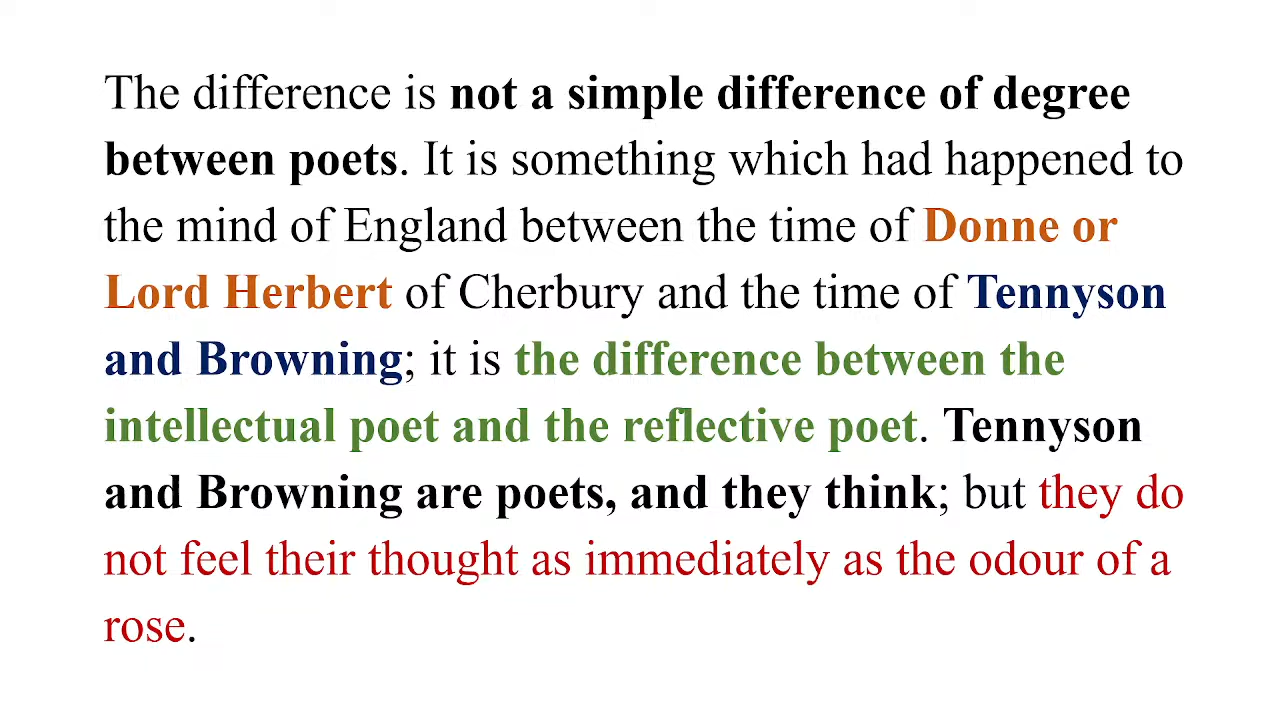 The difference is not a simple difference of degree
between poets. It is something which had happened to
the mind of England between the time of Donne or
Lord Herbert of Cherbury and the time of Tennyson
and Browning; it is the difference between the
intellectual poet and the reflective poet. Tennyson
and Browning are poets, and they think; but they do
not feel their thought as immediately as the odour of a
rose.